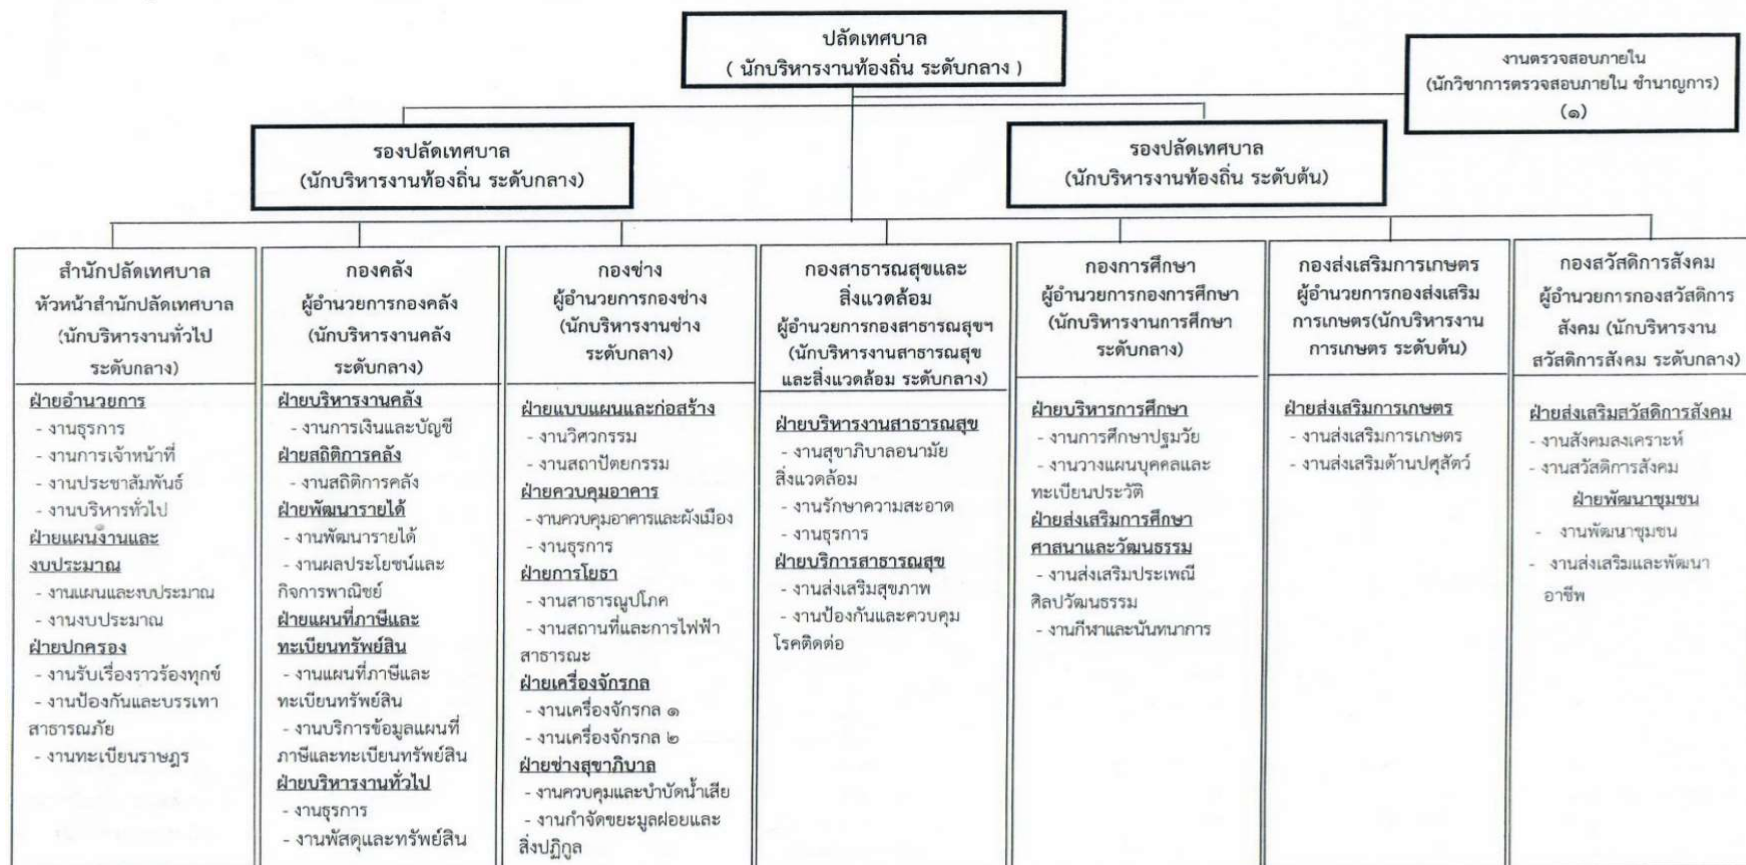 ปลัดเทศบาล
( นักบริหารงานท้องถิ่น ระดับกลาง )
งานตรวจสอบภายใน
(นักวิชาการตรวจสอบภายใน ชำนาญการ)
(๑)
รองปลัดเทศบาล
(นักบริหารงานท้องถิ่น ระดับกลาง)
รองปลัดเทศบาล
(นักบริหารงานท้องถิ่น ระดับต้น)
สำนักปลัดเทศบาล
หัวหน้าสำนักปลัดเทศบาล
(นักบริหารงานทั่วไป
ระดับกลาง)
ฝ่ายอำนวยการ
- งานธุรการ
- งานการเจ้าหน้าที่
- งานประชาสัมพันธ์
- งานบริหารทั่วไป
ฝ่ายแผนงานและ
งบประมาณ
- งานแผนและงบประมาณ
- งานงบประมาณ
ฝ่ายปกครอง
- งานรับเรื่องราวร้องทุกข์
- งานป้องกันและบรรเทา
สาธารณภัย
- งานทะเบียนราษฎร
กองคลัง
ผู้อำนวยการกองคลัง
(นักบริหารงานคลัง
ระดับกลาง)
ฝ่ายบริหารงานคลัง
- งานการเงินและบัญชี
ฝ่ายสถิติการคลัง
- งานสถิติการคลัง
ฝ่ายพัฒนารายได้
- งานพัฒนารายได้
- งานผลประโยชน์และ
กิจการพาณิชย์
ฝ่ายแผนที่ภาษีและ
ทะเบียนทรัพย์สิน
- งานแผนที่ภาษีและ
ทะเบียนทรัพย์สิน
- งานบริการข้อมูลแผนที่
ภาษีและทะเบียนทรัพย์สิน
ฝ่ายบริหารงานทั่วไป
- งานธุรการ
- งานพัสดุและทรัพย์สิน
กองช่าง
ผู้อำนวยการกองช่าง
(นักบริหารงานช่าง
ระดับกลาง)
ฝ่ายแบบแผนและก่อสร้าง
- งานวิศวกรรม
- งานสถาปัตยกรรม
ฝ่ายควบคุมอาคาร
- งานควบคุมอาคารและผังเมือง
- งานธุรการ
ฝ่ายการโยธา
- งานสาธารณูปโภค
- งานสถานที่และการไฟฟ้า
สาธารณะ
ฝ่ายเครื่องจักรกล
- งานเครื่องจักรกล ๑
- งานเครื่องจักรกล ๒
ฝ่ายช่างสุขาภิบาล
- งานควบคุมและบำบัดน้ำเสีย
- งานกำจัดขยะมูลฝอยและ
สิ่งปฏิกูล
กองสาธารณสุขและ
สิ่งแวดล้อม
ผู้อำนวยการกองสาธารณสุขฯ
(นักบริหารงานสาธารณสุข
และสิ่งแวดล้อม ระดับกลาง)
ฝ่ายบริหารงานสาธารณสุข
- งานสุขาภิบาลอนามัย
สิ่งแวดล้อม
- งานรักษาความสะอาด
- งานธุรการ
ฝ่ายบริการสาธารณสุข
- งานส่งเสริมสุขภาพ
- งานป้องกันและควบคุม
โรคติดต่อ
กองการศึกษา
ผู้อำนวยการกองการศึกษา
(นักบริหารงานการศึกษา
ระดับกลาง)
ฝ่ายบริหารการศึกษา
- งานการศึกษาปฐมวัย
- งานวางแผนบุคคลและ
ทะเบียนประวัติ
ฝ่ายส่งเสริมการศึกษา
ศาสนาและวัฒนธรรม
- งานส่งเสริมประเพณี
ศิลปวัฒนธรรม
- งานกีฬาและนันทนาการ
กองส่งเสริมการเกษตร
ผู้อำนวยการกองส่งเสริม
การเกษตร(นักบริหารงาน
การเกษตร ระดับต้น)
ฝ่ายส่งเสริมการเกษตร
- งานส่งเสริมการเกษตร
- งานส่งเสริมด้านปศุสัตว์
กองสวัสดิการสังคม
ผู้อำนวยการกองสวัสดิการ
สังคม (นักบริหารงาน
สวัสดิการสังคม ระดับกลาง)
ฝ่ายส่งเสริมสวัสดิการสังคม
- งานสังคมสงเคราะห์
- งานสวัสดิการสังคม
ฝ่ายพัฒนาชุมชน
- งานพัฒนาชุมชน
- งานส่งเสริมและพัฒนา
อาชีพ